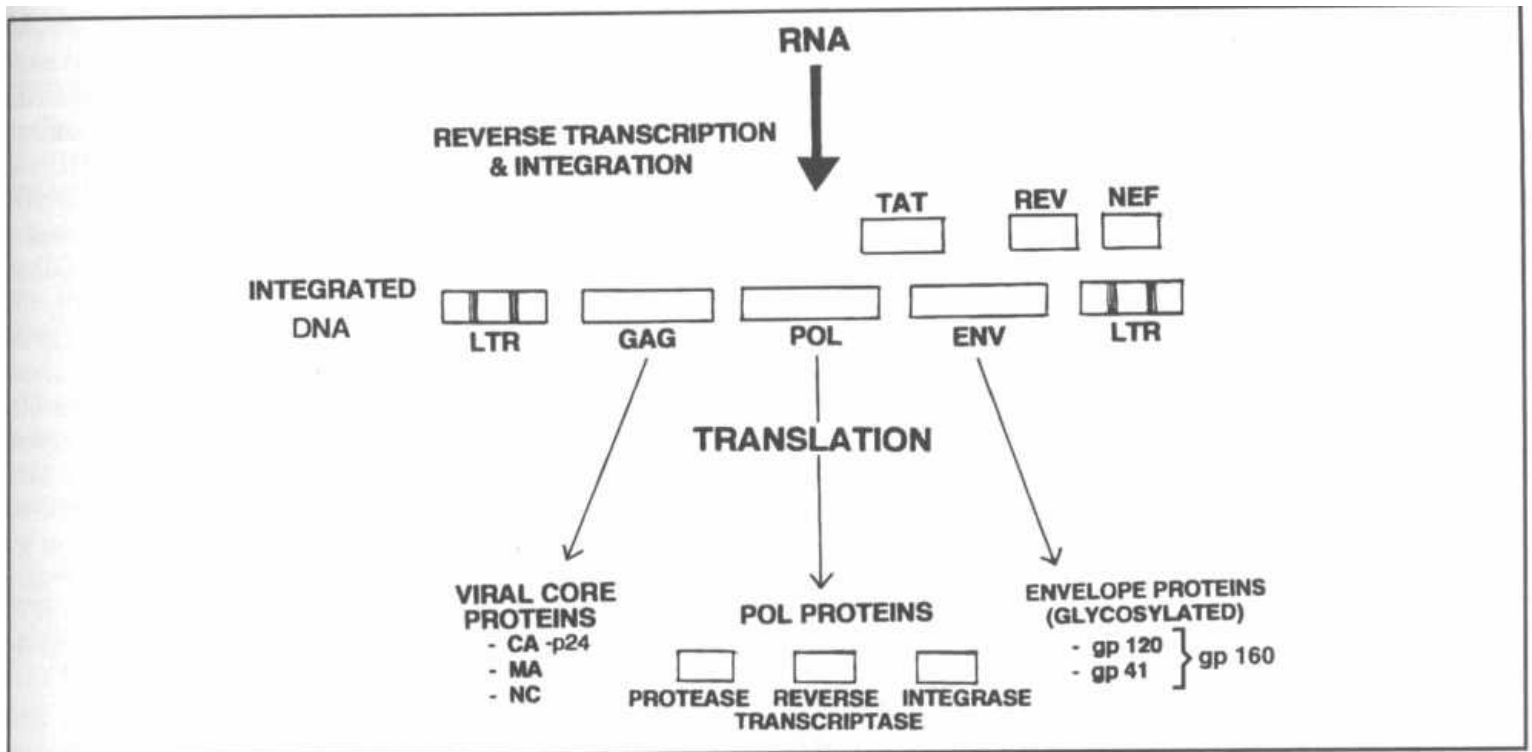 RNA
REVERSE TRANSCRIPTION
& INTEGRATION
TAT REV NEF
INTEGRATED
DNA
LTR GAG POL ENV LTR
TRANSLATION
VIRAL CORE
PROTEINS
- CA -p24
- MA
- NC
POL PROTEINS
PROTEASE REVERSE INTEGRASE
TRANSCRIPTASE
ENVELOPE PROTEINS
(GLYCOSYLATED)
- gp 120
- gp 41
} gp 160